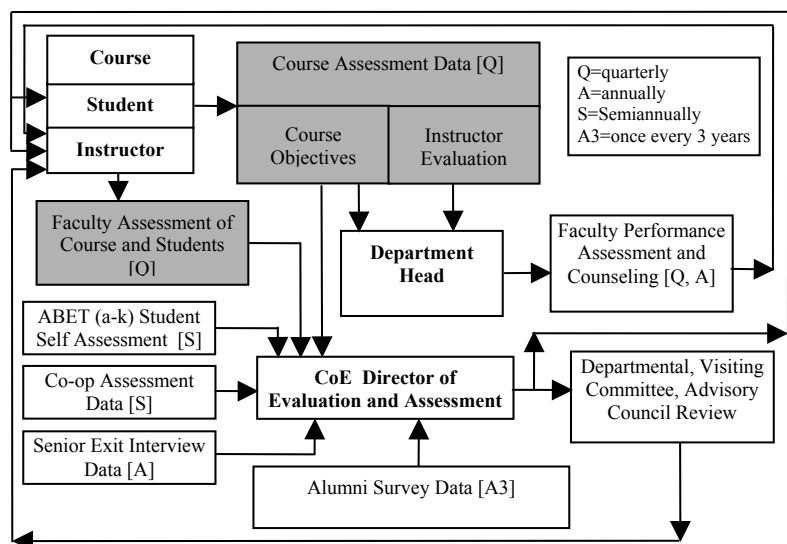 Course
Student
Instructor
Course Assessment Data [Q]
Course
Objectives
Instructor
Evaluation
Q=quarterly
A=annually
S=Semiannually
A3=once every 3 years
Faculty Assessment of
Course and Students
[Q]
Department
Head
Faculty Performance
Assessment and
Counseling [Q, A]
ABET (a-k) Student
Self Assessment [S]
Co-op Assessment
Data [S]
Senior Exit Interview
Data [A]
CoE Director of
Evaluation and Assessment
Departmental, Visiting
Committee, Advisory
Council Review
Alumni Survey Data [A3]